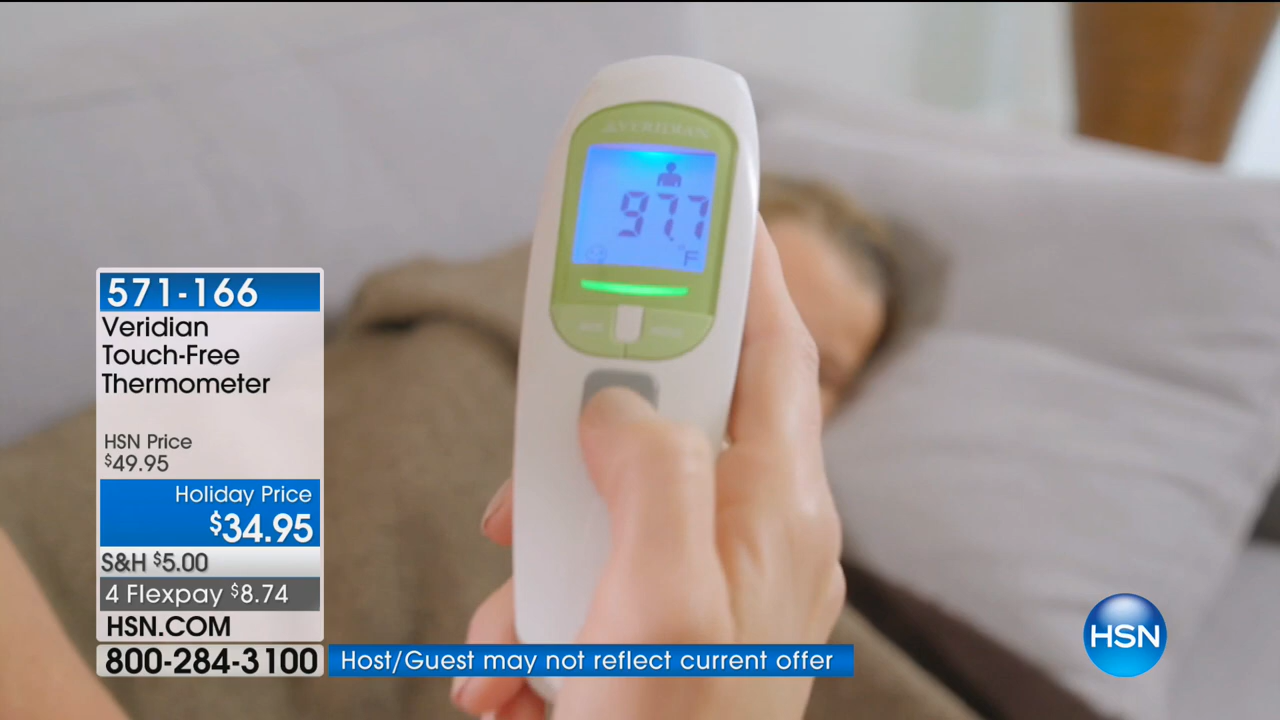 VERIDIAN
97.7
°F
571-166
Veridian
Touch-Free
Thermometer
HSN Price
$49.95
Holiday Price
$34.95
S&H $5.00
4 Flexpay $8.74
HSN.COM
800-284-3100
Host/Guest may not reflect current offer
HSN